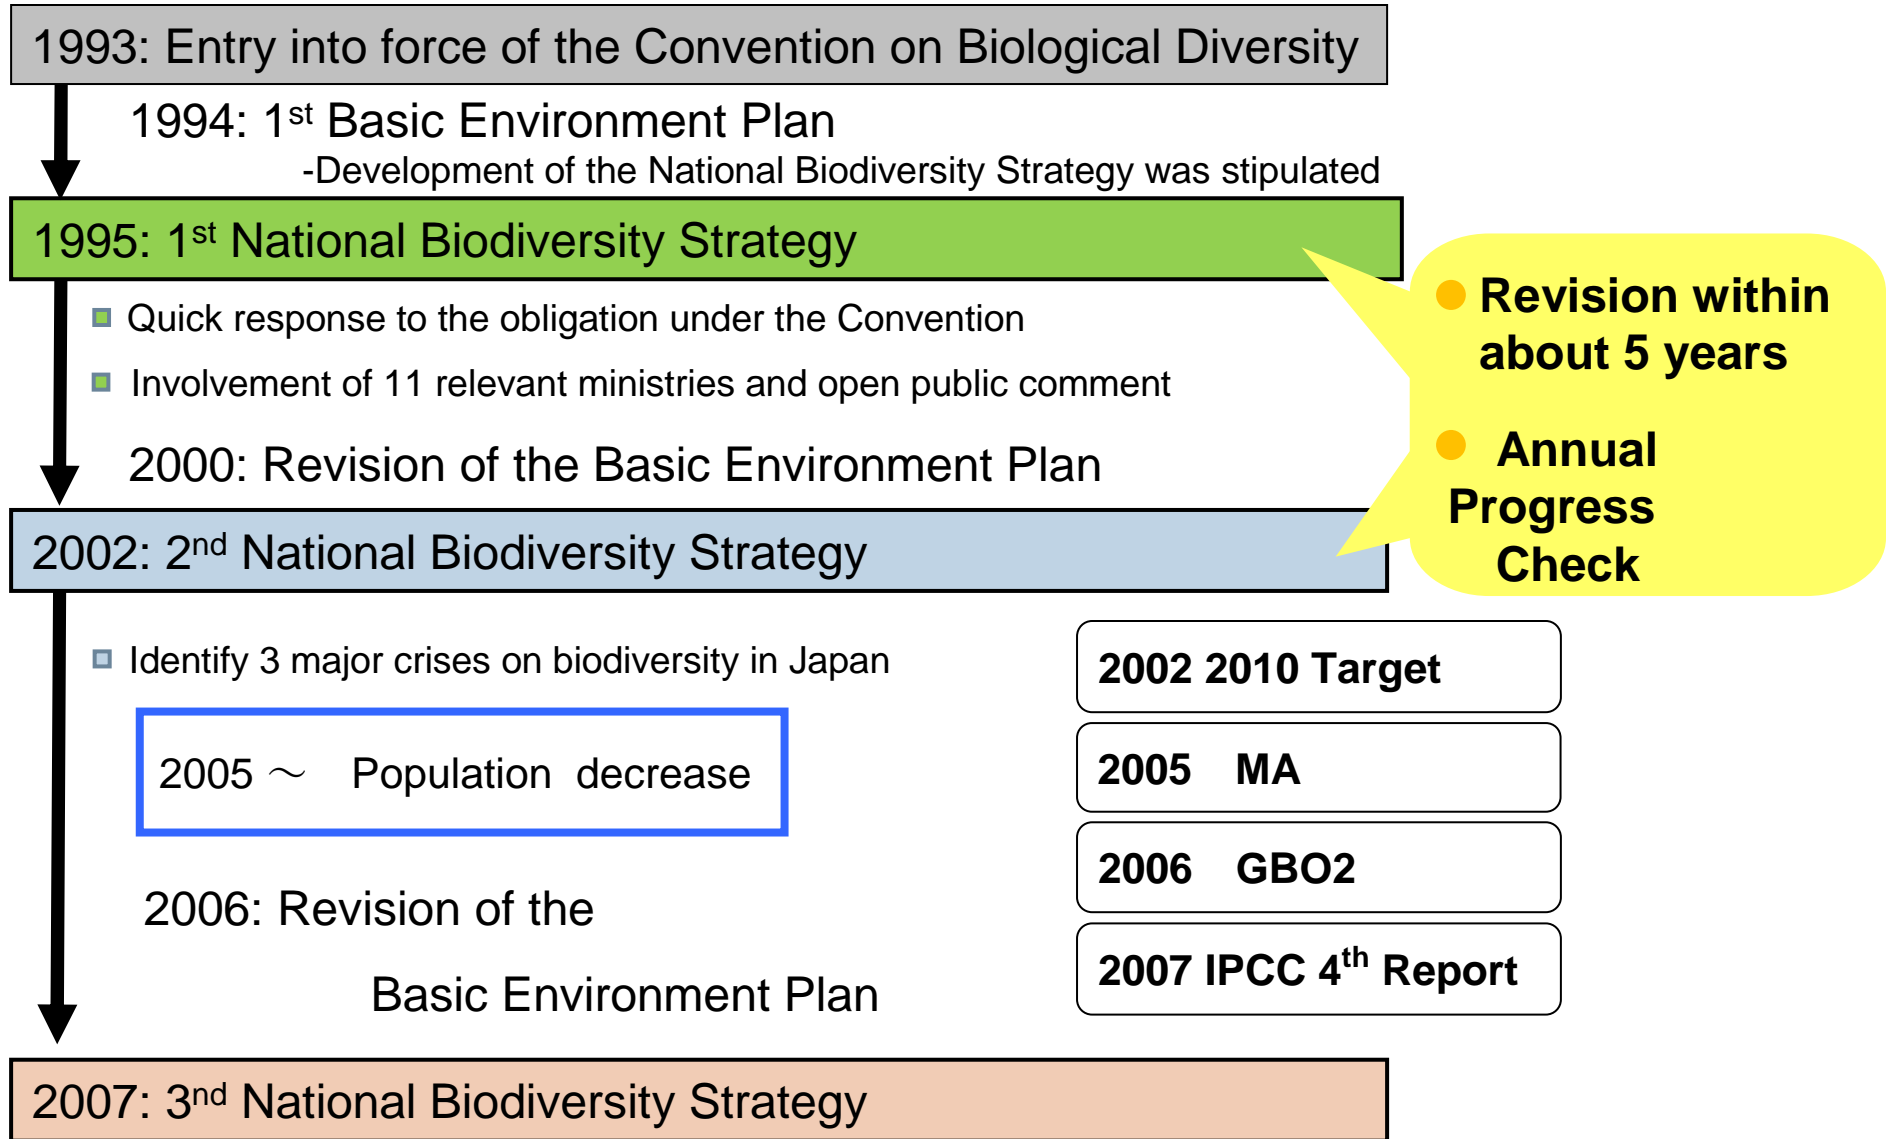 1993: Entry into force of the Convention on Biological Diversity
1994: 1st Basic Environment Plan
-Development of the National Biodiversity Strategy was stipulated
1995: 1st National Biodiversity Strategy
Quick response to the obligation under the Convention
Involvement of 11 relevant ministries and open public comment
2000: Revision of the Basic Environment Plan
Revision within
about 5 years
Annual
Progress
Check
2002: 2nd National Biodiversity Strategy
Identify 3 major crises on biodiversity in Japan
2005 ～ Population decrease
2006: Revision of the
Basic Environment Plan
2002 2010 Target
2005 MA
2006 GBO2
2007 IPCC 4th Report
2007: 3nd National Biodiversity Strategy